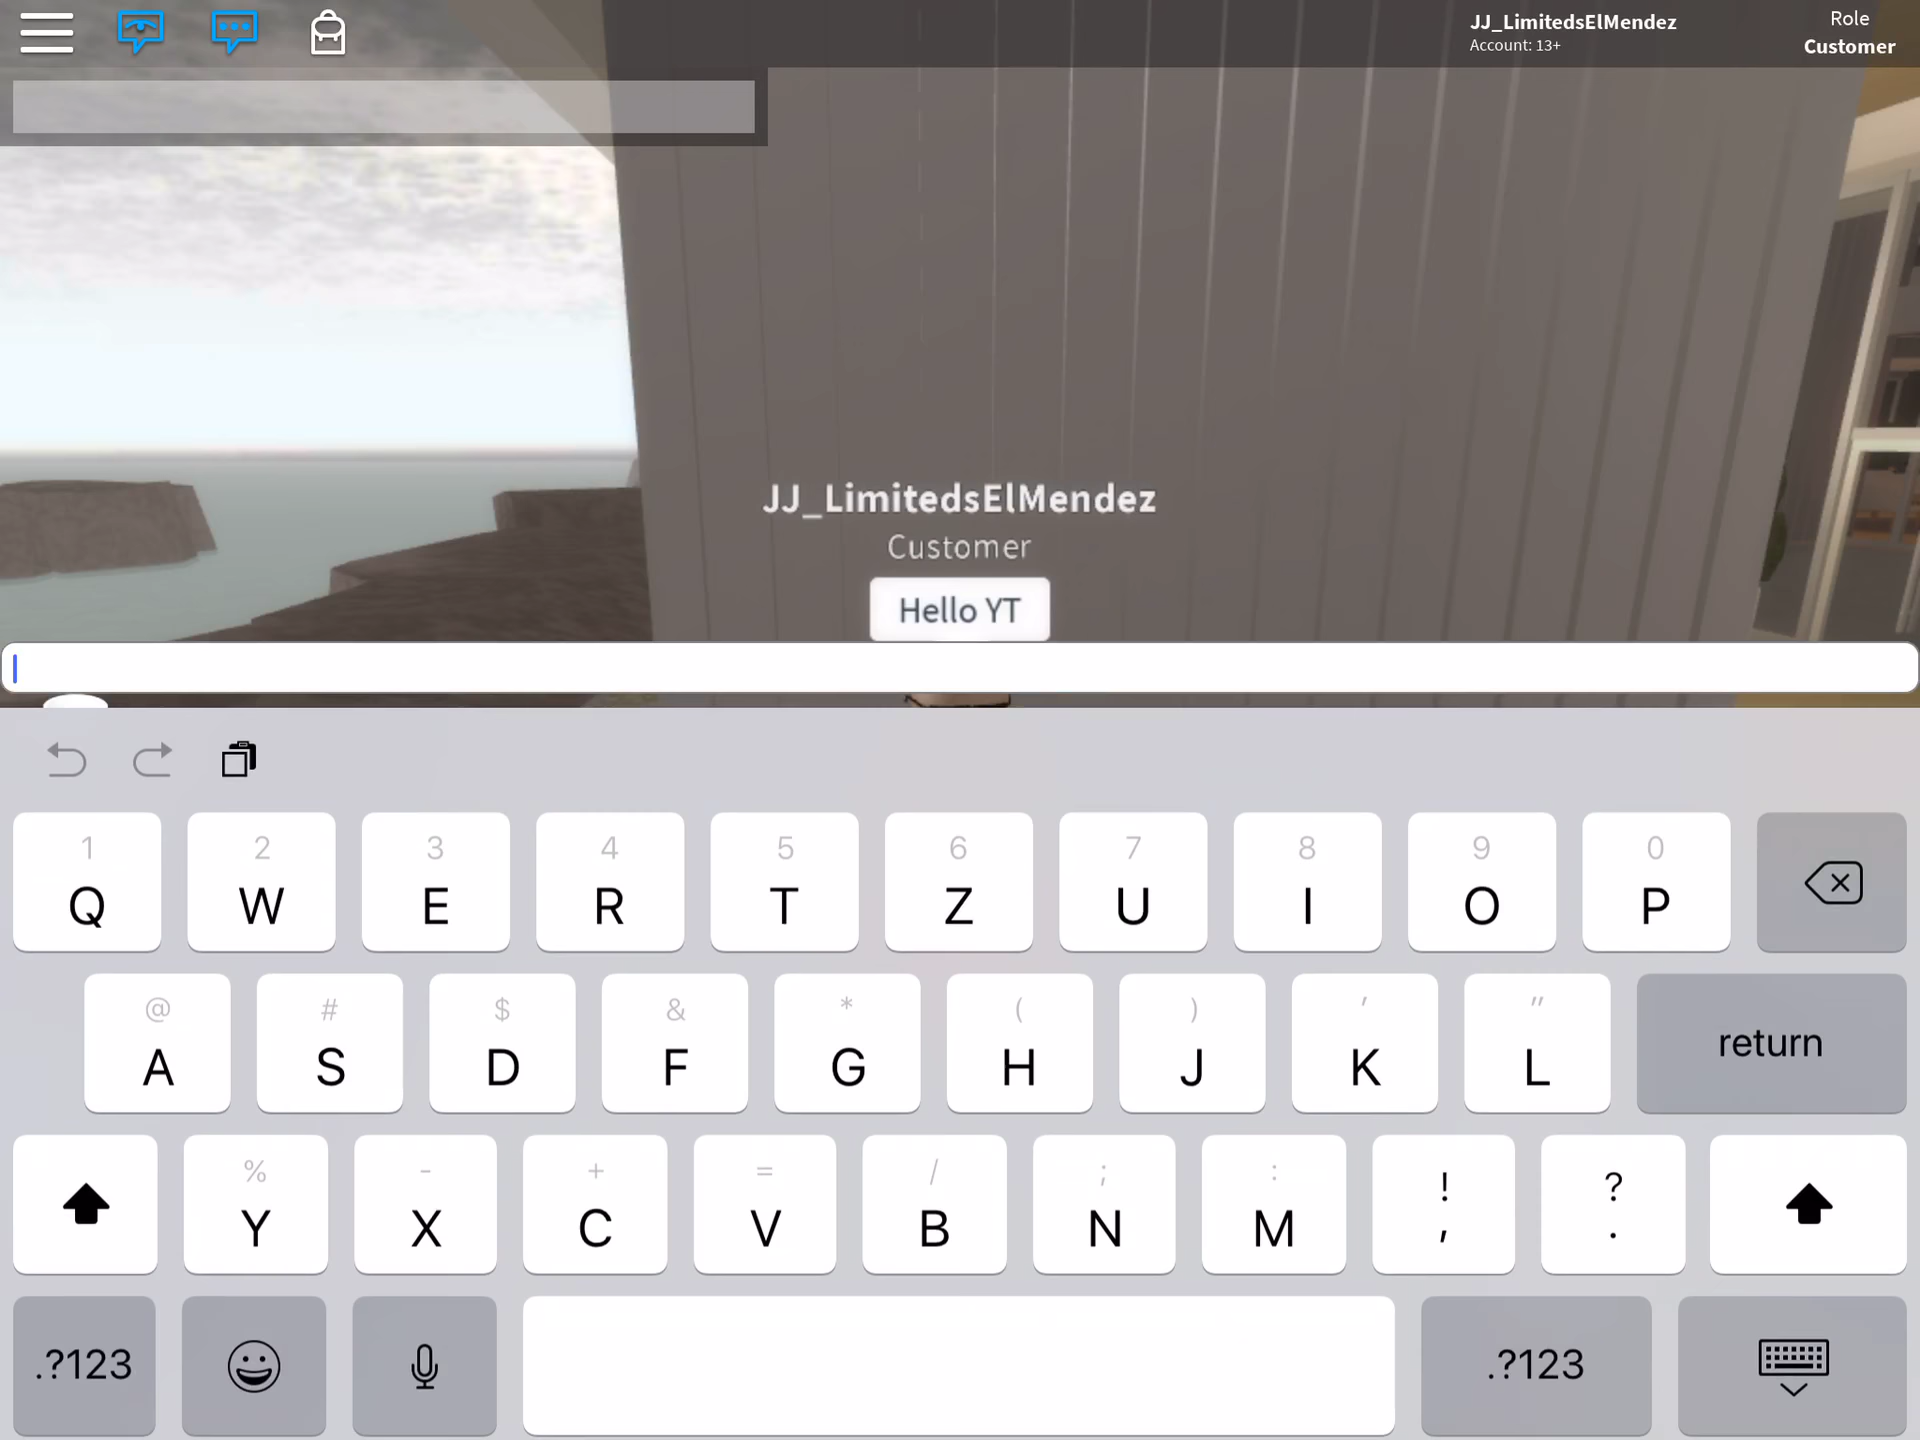 JJ_LimitedsElMendez
Account: 13+
Role
Customer
JJ_LimitedsElMendez
Customer
Hello YT
1 2 3 4 5 6 7 8 9 0
Q W E R T Z U I O P
@ # $ & * ( ) ' "
A S D F G H J K L return
% - + = / ; : ! ?
Y X C V B N M , .
.?123 .?123